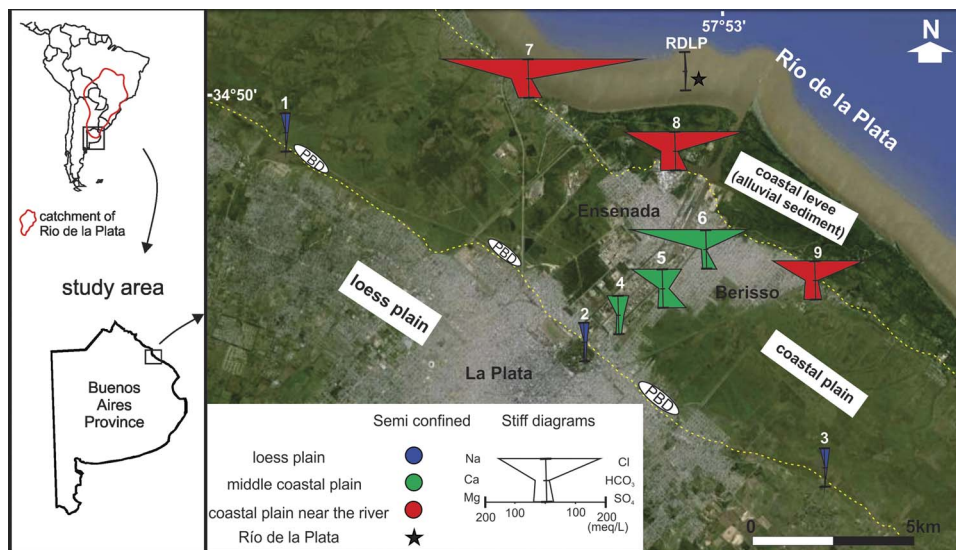 catchment of
Río de la Plata
study area
Buenos
Aires
Province
57°53'
N
RDLP
Río de la Plata
7
34°50'
1
PBD
8
coastal levee
(alluvial sediment)
Ensenada
6
PBD
5
9
Berisso
loess plain
4
2
coastal plain
La Plata
PBD
3
Semi confined
Stiff diagrams
loess plain
middle coastal plain
coastal plain near the river
Río de la Plata
Na
Cl
Ca
HCO₃
Mg
SO₄
200 100 100 200
(meq/L)
0 5km